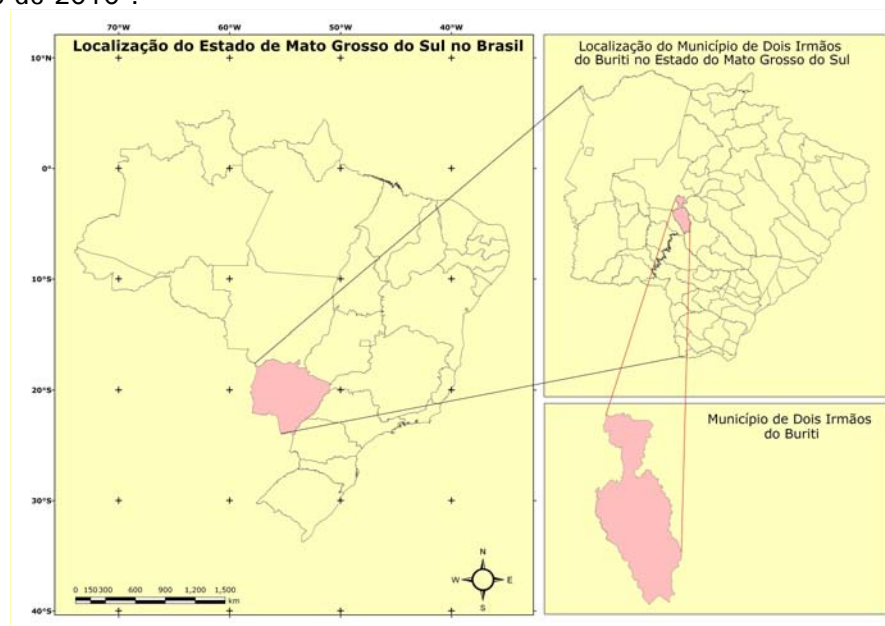 70°W 60°W 50°W 40°W
Localização do Estado de Mato Grosso do Sul no Brasil
10°N
0°
10°S
20°S
30°S
40°S
N
W E
S
0 150 300 600 900 1,200 1,500
km
Localização do Município de Dois Irmãos
do Buriti no Estado do Mato Grosso do Sul
Município de Dois Irmãos
do Buriti